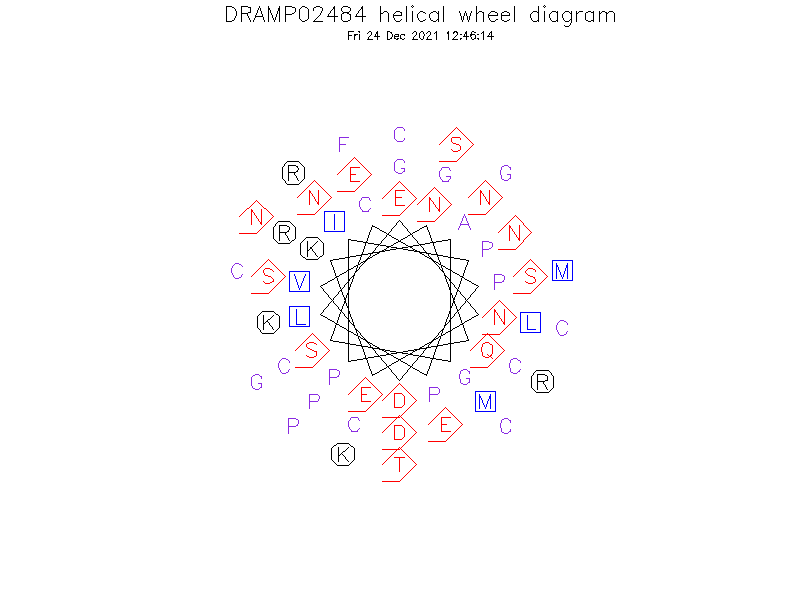 DRAMP02484 helical wheel diagram
Fri 24 Dec 2021 12:46:14
C
F S
G
R E G G
N C E N N
N I A
R N
K P
C S V P S M
K L N L C
S Q
C P G C R
G E D P M
P
P C D E C
K T